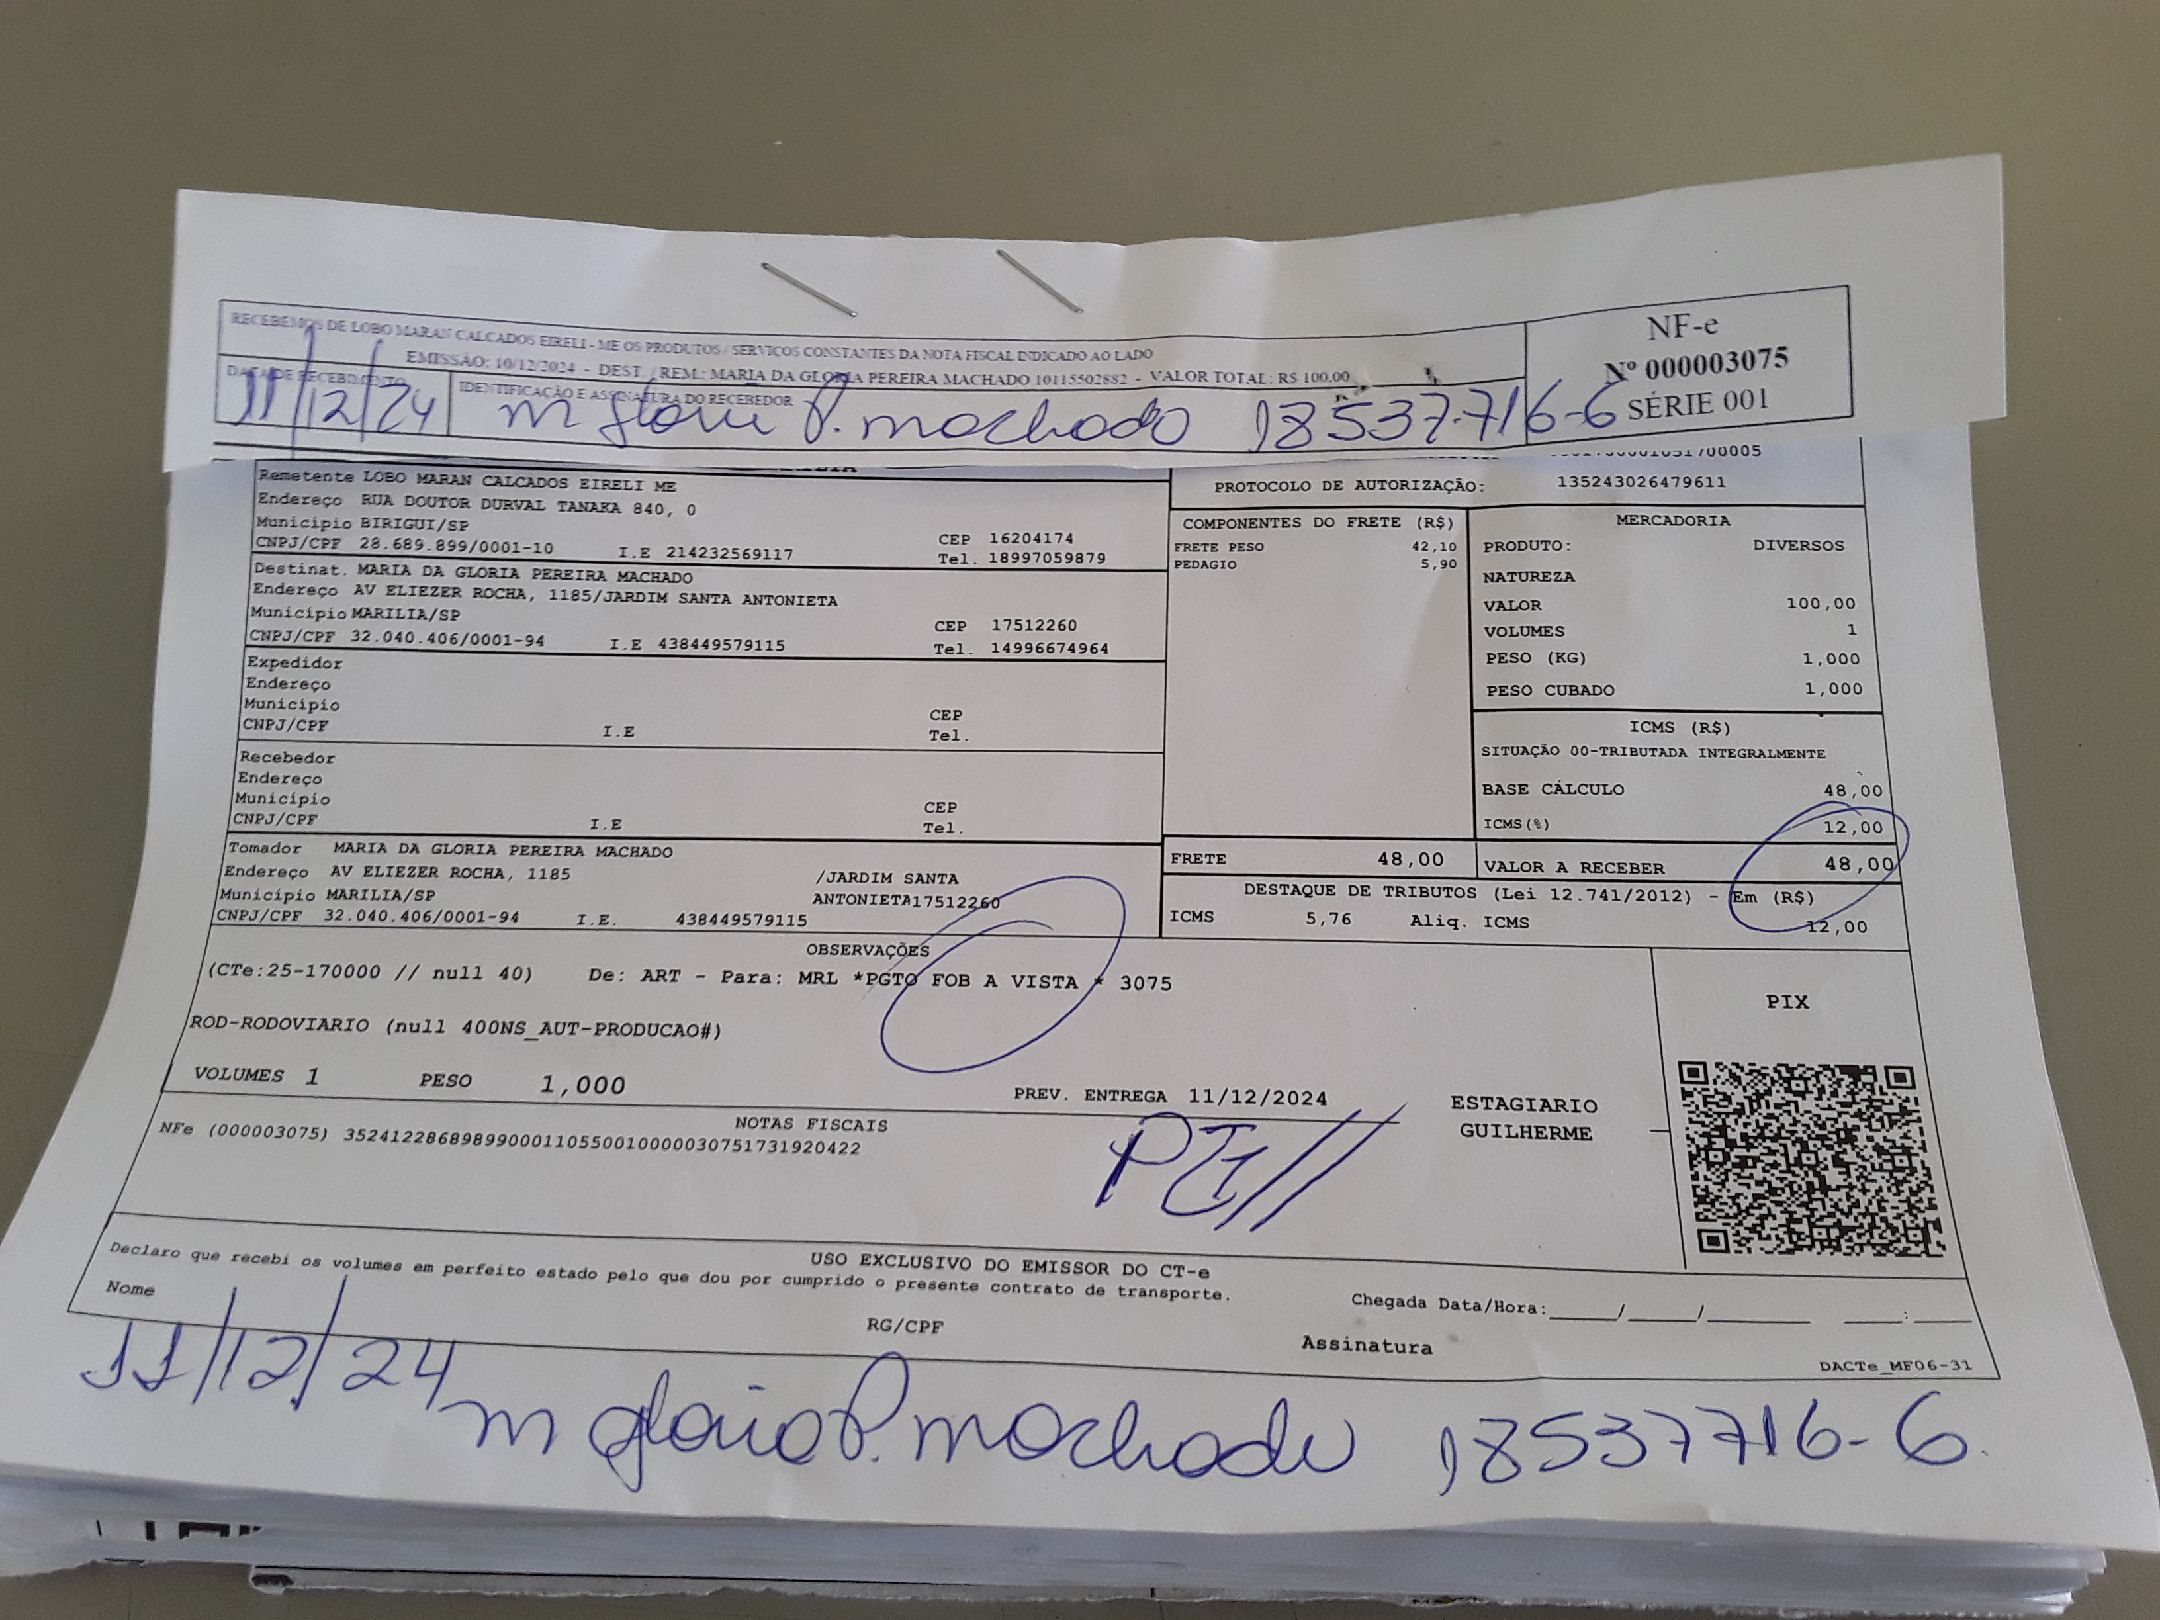 RECEBEMOS DE LOBO MARAN CALCADOS EIRELI - ME OS PRODUTOS / SERVIÇOS CONSTANTES DA NOTA FISCAL INDICADO AO LADO
EMISSÃO: 10/12/2024 - DEST. / REM.: MARIA DA GLORIA PEREIRA MACHADO 10115502882 - VALOR TOTAL: R$ 100,00
DATA DE RECEBIMENTO
11/12/24
IDENTIFICAÇÃO E ASSINATURA DO RECEBEDOR
m gloria P. machado 18537.716-6
NF-e
Nº 000003075
SÉRIE 001
Remetente LOBO MARAN CALCADOS EIRELI ME
Endereço RUA DOUTOR DURVAL TANAKA 840, 0
Município BIRIGUI/SP CEP 16204174
CNPJ/CPF 28.689.899/0001-10 I.E 214232569117 Tel. 18997059879
Destinat. MARIA DA GLORIA PEREIRA MACHADO
Endereço AV ELIEZER ROCHA, 1185/JARDIM SANTA ANTONIETA
Município MARILIA/SP CEP 17512260
CNPJ/CPF 32.040.406/0001-94 I.E 438449579115 Tel. 14996674964
Expedidor
Endereço
Município CEP
CNPJ/CPF I.E Tel.
Recebedor
Endereço
Município CEP
CNPJ/CPF I.E Tel.
Tomador MARIA DA GLORIA PEREIRA MACHADO
Endereço AV ELIEZER ROCHA, 1185 /JARDIM SANTA
Município MARILIA/SP ANTONIETA17512260
CNPJ/CPF 32.040.406/0001-94 I.E. 438449579115
PROTOCOLO DE AUTORIZAÇÃO: 135243026479611
COMPONENTES DO FRETE (R$)
FRETE PESO 42,10
PEDAGIO 5,90
MERCADORIA
PRODUTO: DIVERSOS
NATUREZA
VALOR 100,00
VOLUMES 1
PESO (KG) 1,000
PESO CUBADO 1,000
ICMS (R$)
SITUAÇÃO 00-TRIBUTADA INTEGRALMENTE
BASE CÁLCULO 48,00
ICMS(%) 12,00
FRETE 48,00 VALOR A RECEBER 48,00
DESTAQUE DE TRIBUTOS (Lei 12.741/2012) - Em (R$)
ICMS 5,76 Aliq. ICMS 12,00
OBSERVAÇÕES
(CTe:25-170000 // null 40) De: ART - Para: MRL *PGTO FOB A VISTA * 3075
ROD-RODOVIARIO (null 400NS_AUT-PRODUCAO#)
VOLUMES 1 PESO 1,000 PREV. ENTREGA 11/12/2024
ESTAGIARIO
GUILHERME
PIX
NOTAS FISCAIS
NFe (000003075) 35241228689899000110550010000030751731920422
USO EXCLUSIVO DO EMISSOR DO CT-e
Declaro que recebi os volumes em perfeito estado pelo que dou por cumprido o presente contrato de transporte.
Nome RG/CPF Assinatura
Chegada Data/Hora:____/____/______ ___:___
DACTe_MF06-31
11/12/24 m gloria P. machado 18537716-6